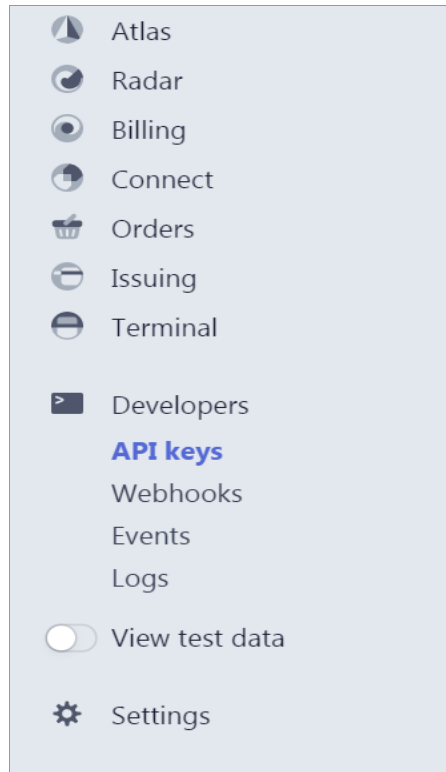 Atlas
Radar
Billing
Connect
Orders
Issuing
Terminal
Developers
API keys
Webhooks
Events
Logs
View test data
Settings